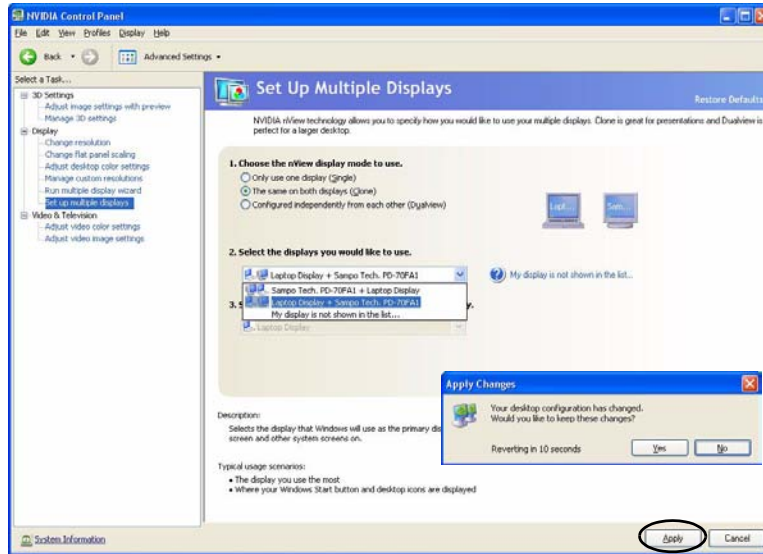 NVIDIA Control Panel
File Edit View Profiles Display Help
Back Advanced Settings
Select a Task...
3D Settings
Adjust image settings with preview
Manage 3D settings
Display
Change resolution
Change flat panel scaling
Adjust desktop color settings
Manage custom resolutions
Run multiple display wizard
Set up multiple displays
Video & Television
Adjust video color settings
Adjust video image settings
System Information
Set Up Multiple Displays
Restore Defaults
NVIDIA nView technology allows you to specify how you would like to use your multiple displays. Clone is great for presentations and Dualview is
perfect for a larger desktop.
1. Choose the nView display mode to use.
Only use one display (Single)
The same on both displays (Clone)
Configured independently from each other (Dualview)
Lapt... Sam...
2. Select the displays you would like to use.
Laptop Display + Sampo Tech. PD-70FA1
My display is not shown in the list...
Sampo Tech. PD-70FA1 + Laptop Display
Laptop Display + Sampo Tech. PD-70FA1
My display is not shown in the list...
3. S y.
Laptop Display
Description:
Selects the display that Windows will use as the primary dis
screen and other system screens on.
Typical usage scenarios:
• The display you use the most
• Where your Windows Start button and desktop icons are displayed
Apply Changes
Your desktop configuration has changed.
Would you like to keep these changes?
Reverting in 10 seconds
Yes No
Apply Cancel